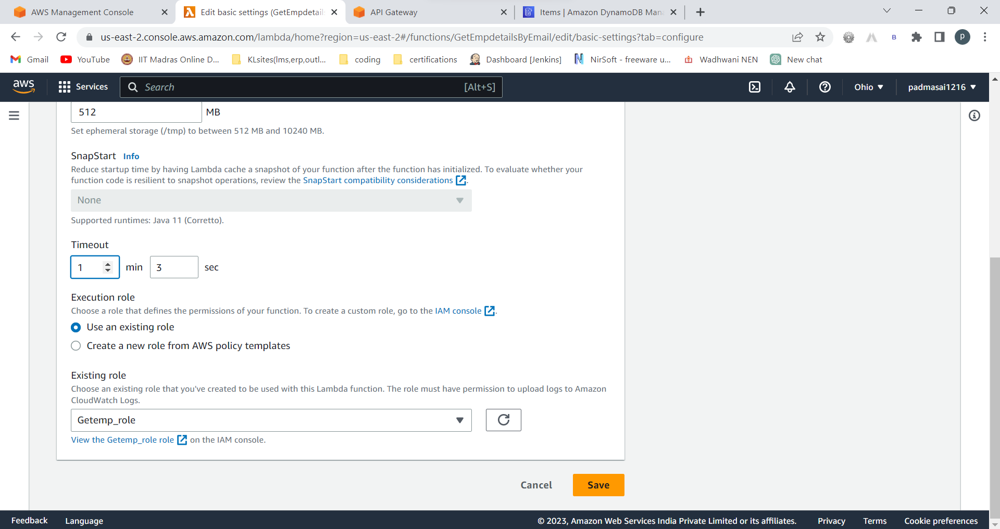 AWS Management Console
Edit basic settings (GetEmpdetail
API Gateway
Items | Amazon DynamoDB Man
us-east-2.console.aws.amazon.com/lambda/home?region=us-east-2#/functions/GetEmpdetailsByEmail/edit/basic-settings?tab=configure
B
p
Gmail
YouTube
IIT Madras Online D...
KLsites(lms,erp,outl...
coding
certifications
Dashboard [Jenkins]
NirSoft - freeware u...
Wadhwani NEN
New chat
aws
Services
Search
[Alt+S]
Ohio
padmasai1216
512 MB
Set ephemeral storage (/tmp) to between 512 MB and 10240 MB.
SnapStart Info
Reduce startup time by having Lambda cache a snapshot of your function after the function has initialized. To evaluate whether your
function code is resilient to snapshot operations, review the SnapStart compatibility considerations.
None
Supported runtimes: Java 11 (Corretto).
Timeout
1 min 3 sec
Execution role
Choose a role that defines the permissions of your function. To create a custom role, go to the IAM console.
Use an existing role
Create a new role from AWS policy templates
Existing role
Choose an existing role that you've created to be used with this Lambda function. The role must have permission to upload logs to Amazon
CloudWatch Logs.
Getemp_role
View the Getemp_role role on the IAM console.
Cancel
Save
Feedback
Language
© 2023, Amazon Web Services India Private Limited or its affiliates.
Privacy
Terms
Cookie preferences